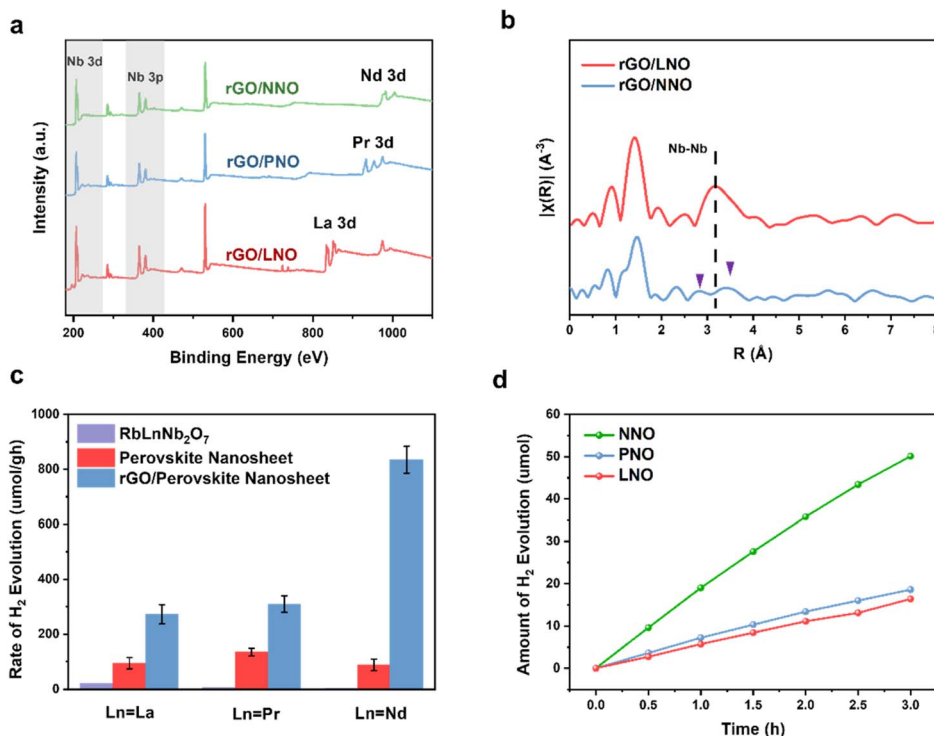 a
Nb 3d
Nb 3p
rGO/NNO
Nd 3d
rGO/PNO
Pr 3d
rGO/LNO
La 3d
Intensity (a.u.)
200 400 600 800 1000
Binding Energy (eV)
b
rGO/LNO
rGO/NNO
Nb-Nb
|χ(R)| (A⁻³)
0 1 2 3 4 5 6 7 8
R (Å)
c
1000
800
600
400
200
0
RbLnNb₂O₇
Perovskite Nanosheet
rGO/Perovskite Nanosheet
Rate of H₂ Evolution (umol/gh)
Ln=La Ln=Pr Ln=Nd
d
60
50
40
30
20
10
0
NNO
PNO
LNO
Amount of H₂ Evolution (umol)
0.0 0.5 1.0 1.5 2.0 2.5 3.0
Time (h)